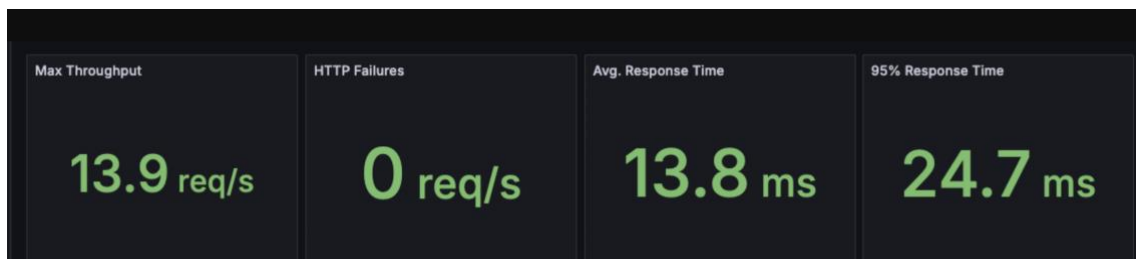 Max Throughput
13.9 req/s
HTTP Failures
0 req/s
Avg. Response Time
13.8 ms
95% Response Time
24.7 ms